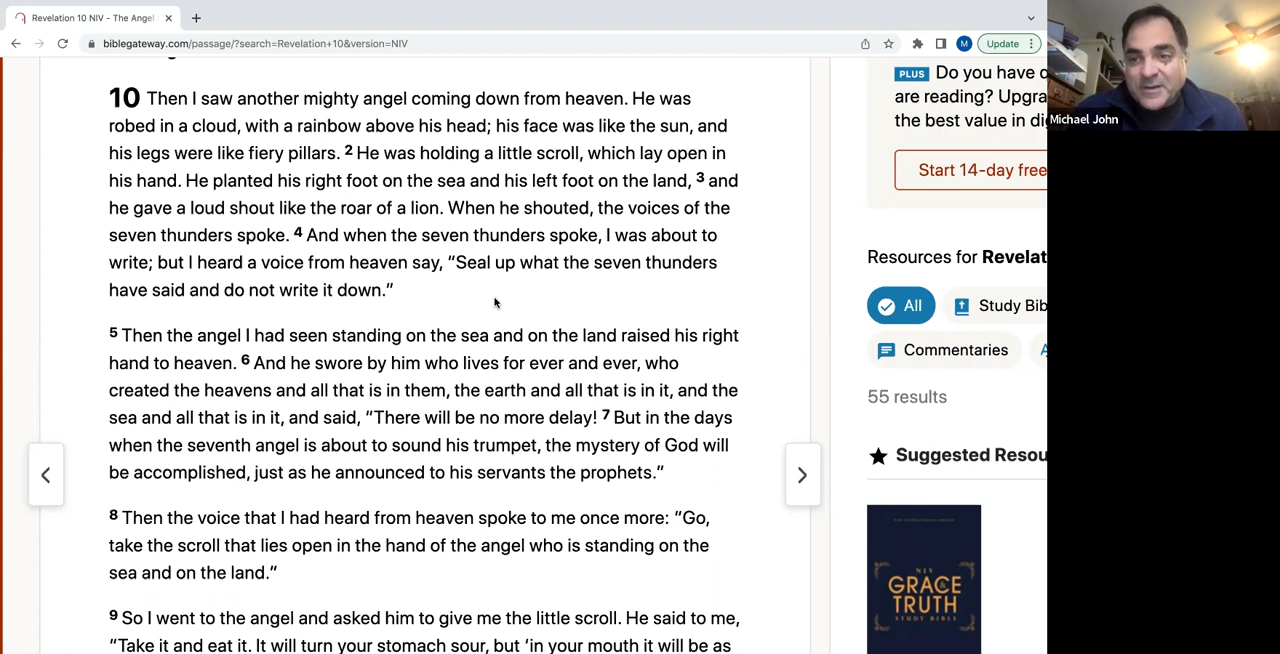 Revelation 10 NIV - The Angel
biblegateway.com/passage/?search=Revelation+10&version=NIV
M
Update
10 Then I saw another mighty angel coming down from heaven. He was
robed in a cloud, with a rainbow above his head; his face was like the sun, and
his legs were like fiery pillars. 2 He was holding a little scroll, which lay open in
his hand. He planted his right foot on the sea and his left foot on the land, 3 and
he gave a loud shout like the roar of a lion. When he shouted, the voices of the
seven thunders spoke. 4 And when the seven thunders spoke, I was about to
write; but I heard a voice from heaven say, “Seal up what the seven thunders
have said and do not write it down.”
5 Then the angel I had seen standing on the sea and on the land raised his right
hand to heaven. 6 And he swore by him who lives for ever and ever, who
created the heavens and all that is in them, the earth and all that is in it, and the
sea and all that is in it, and said, “There will be no more delay! 7 But in the days
when the seventh angel is about to sound his trumpet, the mystery of God will
be accomplished, just as he announced to his servants the prophets.”
8 Then the voice that I had heard from heaven spoke to me once more: “Go,
take the scroll that lies open in the hand of the angel who is standing on the
sea and on the land.”
9 So I went to the angel and asked him to give me the little scroll. He said to me,
“Take it and eat it. It will turn your stomach sour, but ‘in your mouth it will be as
PLUS Do you have
are reading? Upgra
the best value in di
Start 14-day free
Resources for Revelat
All
Study Bib
Commentaries
55 results
Suggested Resou
NIV
GRACE &
TRUTH
STUDY BIBLE
Michael John